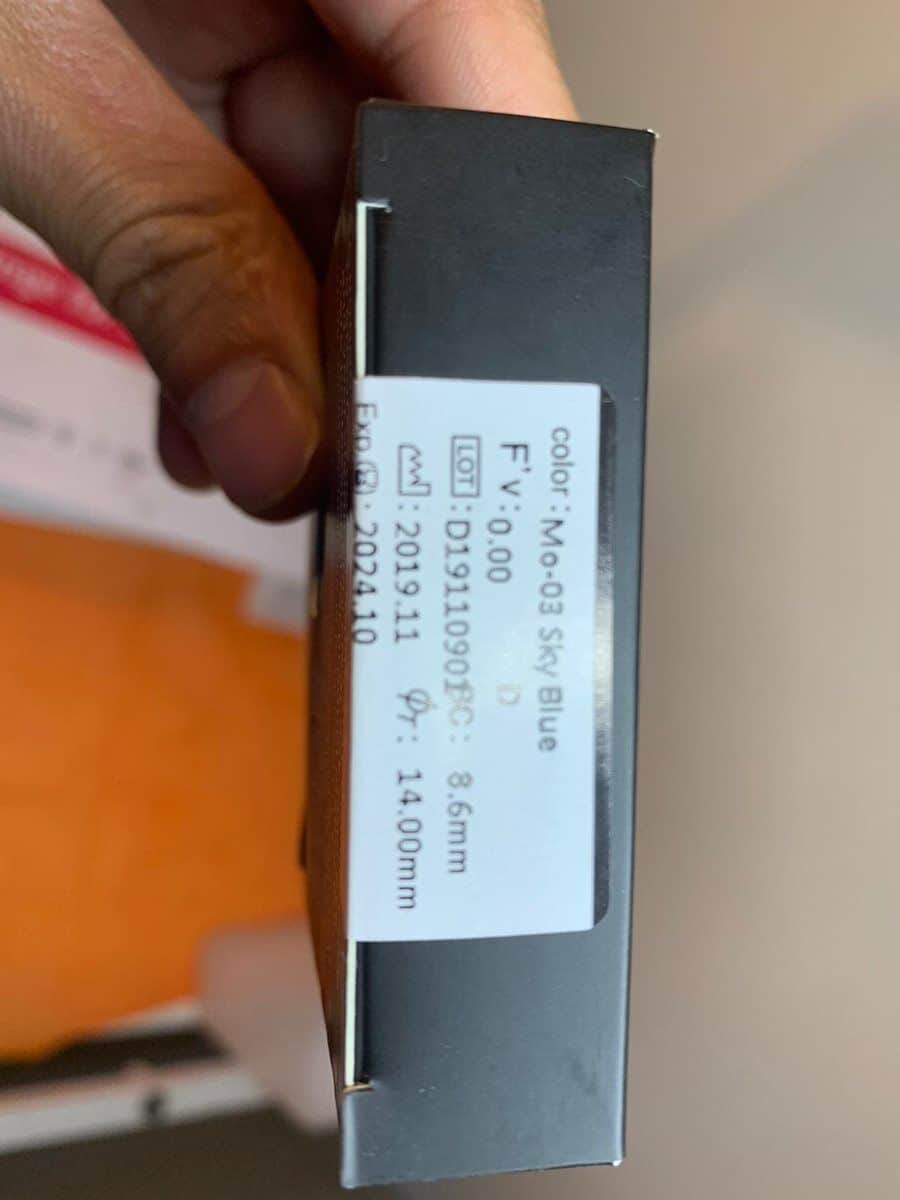 color: Mo-03 Sky Blue
F'v: 0.00 D
LOT: D19110901 BC: 8.6mm
: 2019.11 ØT: 14.00mm
Exp.: 2024.10